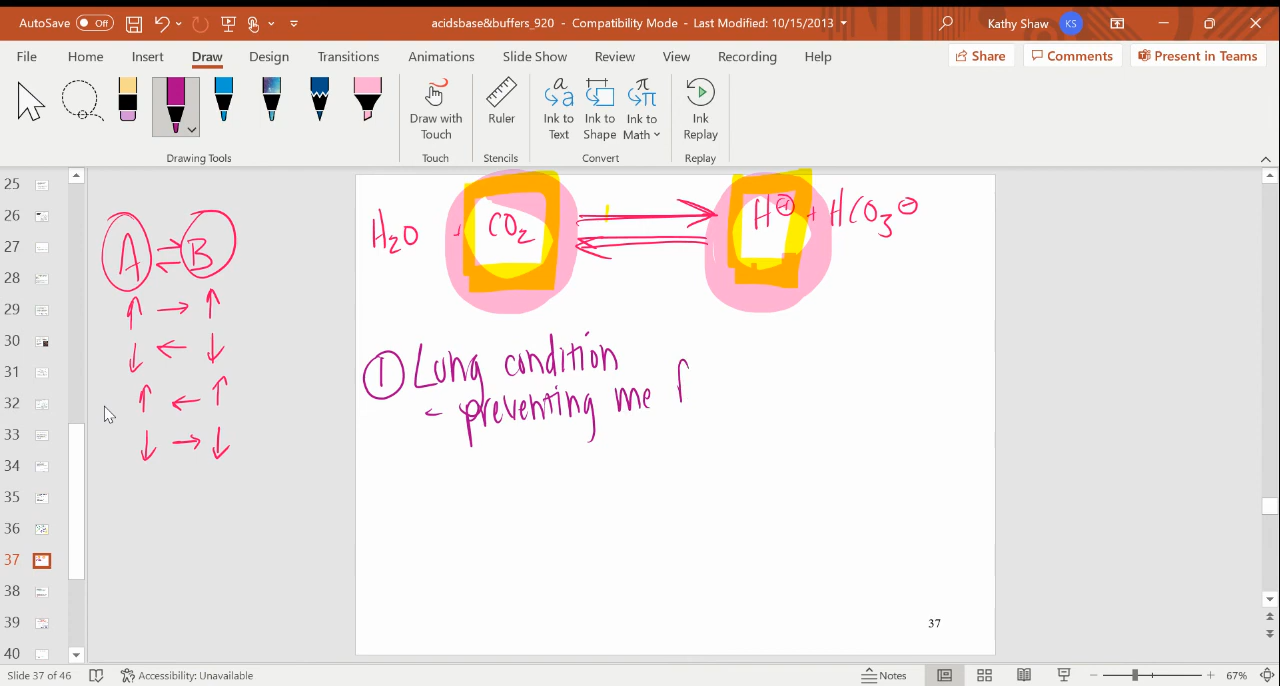 AutoSave Off acidsbase&buffers_920 - Compatibility Mode - Last Modified: 10/15/2013 Kathy Shaw KS
File Home Insert Draw Design Transitions Animations Slide Show Review View Recording Help Share Comments Present in Teams
Draw with Touch
Ruler
Ink to Text
Ink to Shape
Ink to Math
Ink Replay
Drawing Tools Touch Stencils Convert Replay
25
26
27
28
29
30
31
32
33
34
35
36
37
38
39
40
A ⇌ B
↑ → ↑
↓ ← ↓
↑ ← ↑
↓ → ↓
H₂O + CO₂ ⇌ H⊕ + HCO₃⊖
① Lung condition
- preventing me f
37
Slide 37 of 46 Accessibility: Unavailable Notes 67%